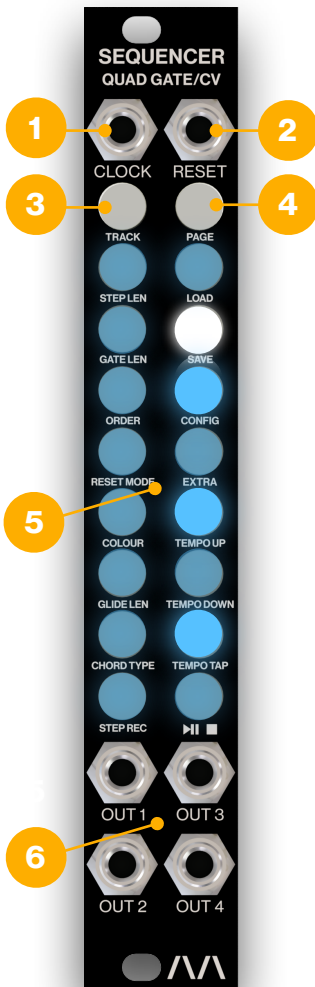 SEQUENCER
QUAD GATE/CV
1 2
CLOCK RESET
3 4
TRACK PAGE
STEP LEN LOAD
GATE LEN SAVE
ORDER CONFIG
RESET MODE EXTRA
5
COLOUR TEMPO UP
GLIDE LEN TEMPO DOWN
CHORD TYPE TEMPO TAP
STEP REC
OUT 1 OUT 3
6
OUT 2 OUT 4